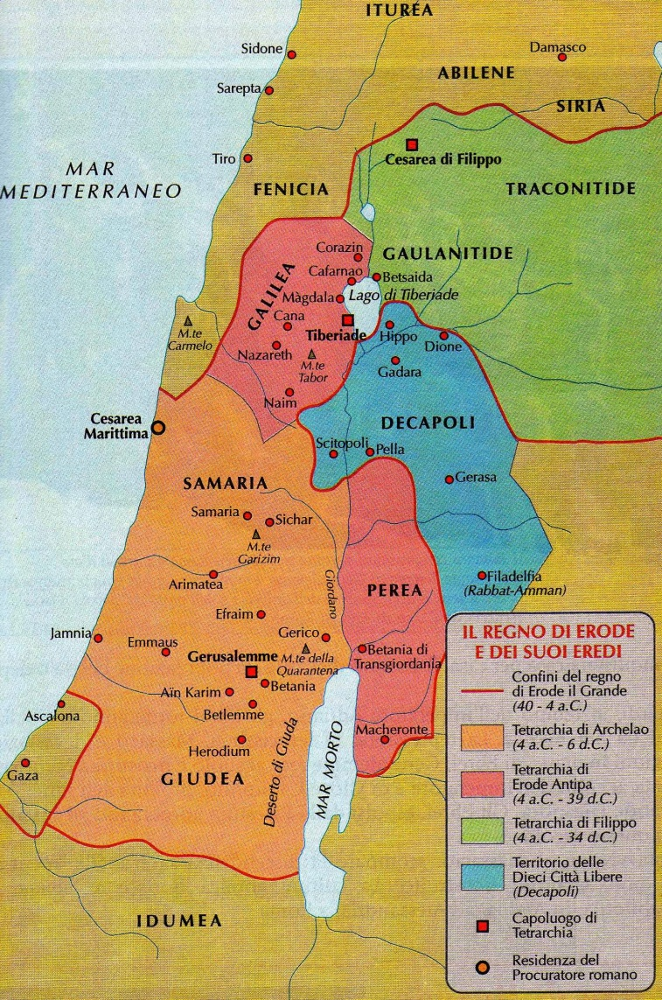 ITURÉA
Sidone
Damasco
ABILENE
Sarepta
SIRIA
Tiro
Cesarea di Filippo
MAR
MEDITERRANEO
FENICIA
TRACONITIDE
Corazin
GAULANITIDE
Cafarnao
Betsaida
GALILEA
Màgdala
Lago di Tiberiade
Cana
M.te
Carmelo
Tiberiade
Hippo
Dione
Nazareth
M.te
Tabor
Gadara
Naim
Cesarea
Marittima
DECAPOLI
Scitopoli
Pella
SAMARIA
Gerasa
Samaria
Sichar
M.te
Garizim
Arimatea
Giordano
Filadelfia
(Rabbat-Amman)
PEREA
Efraim
Jamnia
Emmaus
Gerico
Gerusalemme
M.te della
Quarantena
Betania di
Transgiordania
Betania
Aïn Karim
Ascalona
Betlemme
Macheronte
Herodium
Gaza
GIUDEA
Deserto di Giuda
MAR MORTO
IDUMEA
IL REGNO DI ERODE
E DEI SUOI EREDI
Confini del regno
di Erode il Grande
(40 - 4 a.C.)
Tetrarchia di Archelao
(4 a.C. - 6 d.C.)
Tetrarchia di
Erode Antipa
(4 a.C. - 39 d.C.)
Tetrarchia di Filippo
(4 a.C. - 34 d.C.)
Territorio delle
Dieci Città Libere
(Decapoli)
Capoluogo di
Tetrarchia
Residenza del
Procuratore romano